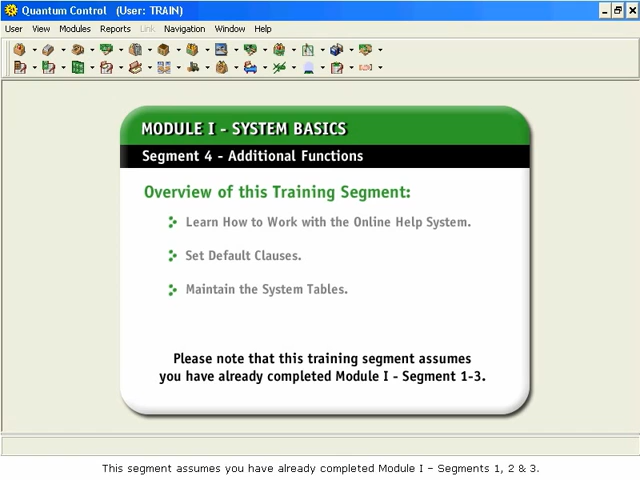 Quantum Control (User: TRAIN)
User View Modules Reports Link Navigation Window Help
MODULE I - SYSTEM BASICS
Segment 4 - Additional Functions
Overview of this Training Segment:
Learn How to Work with the Online Help System.
Set Default Clauses.
Maintain the System Tables.
Please note that this training segment assumes
you have already completed Module I - Segment 1-3.
This segment assumes you have already completed Module I – Segments 1, 2 & 3.